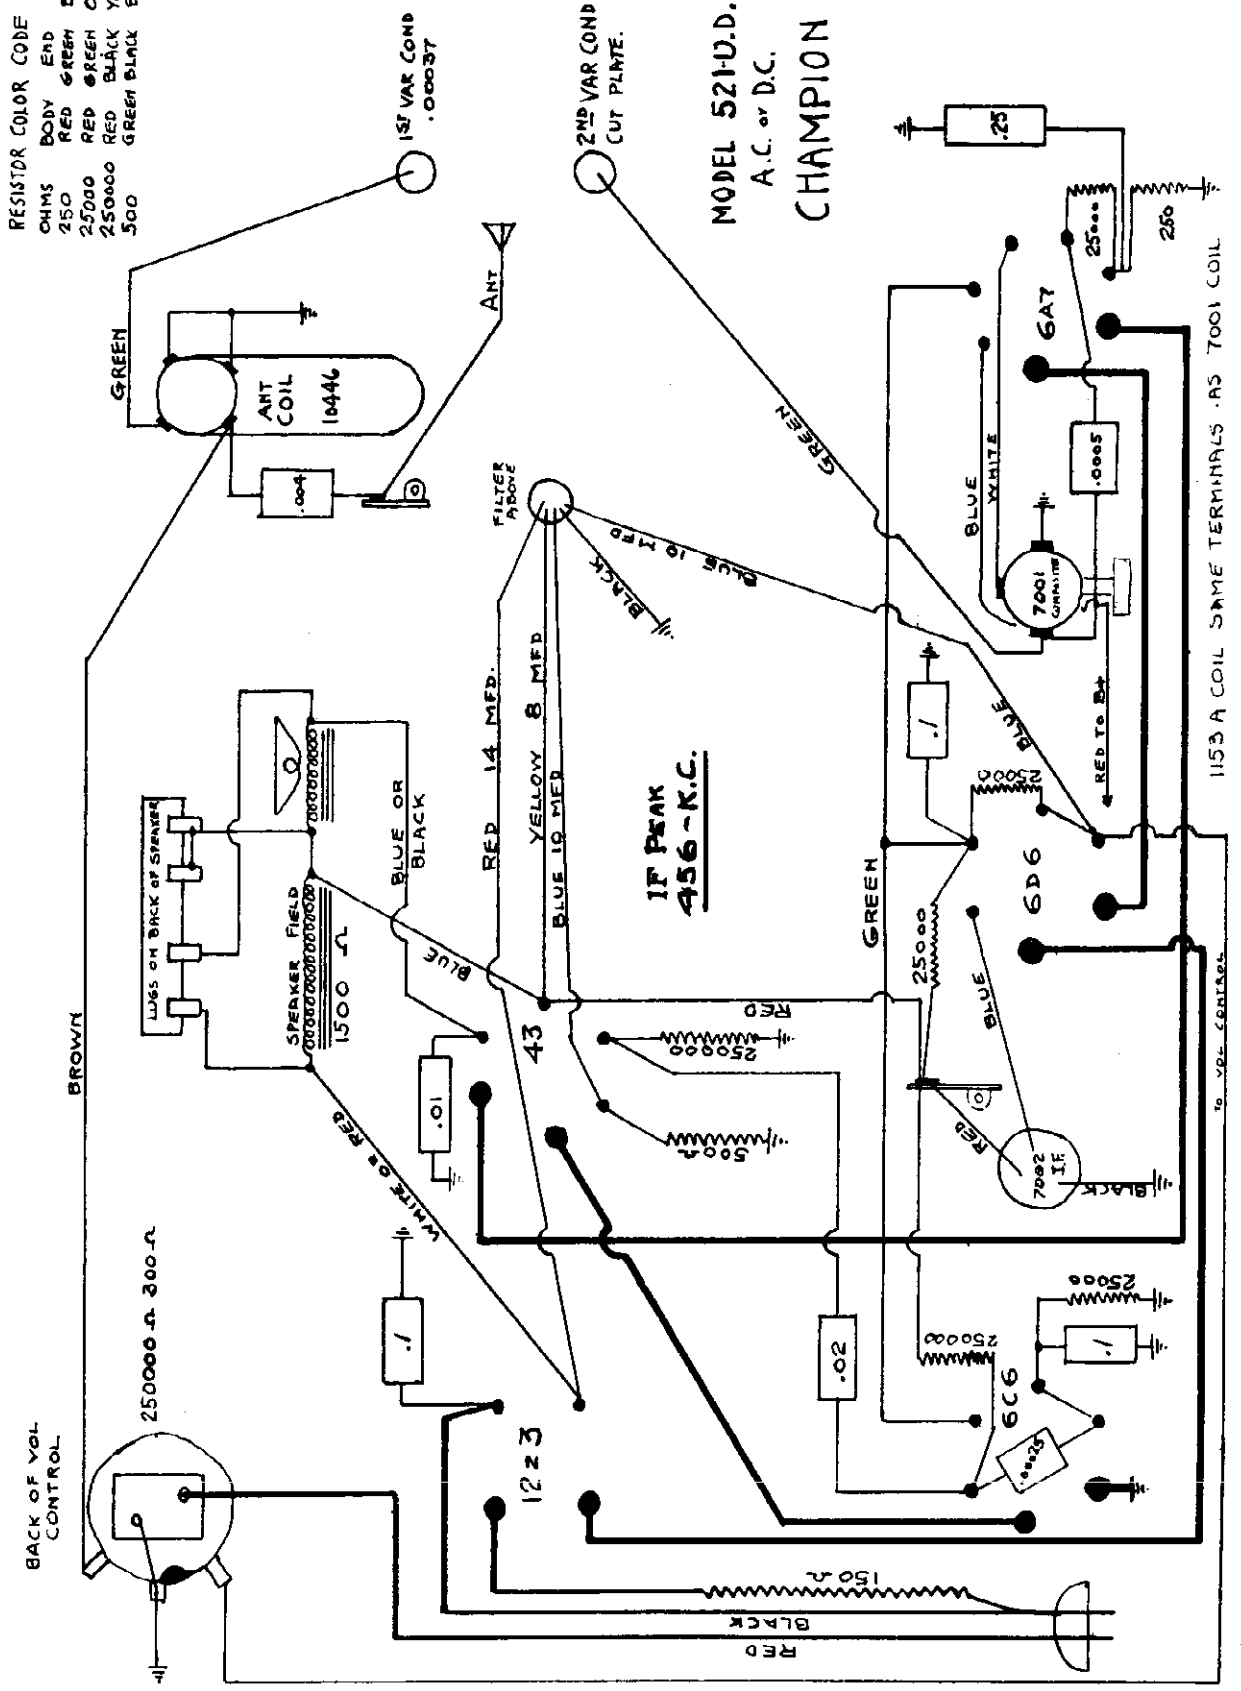 RESISTOR COLOR CODE
OHMS BODY END
250 RED GREEN
25000 RED GREEN
250000 RED BLACK
500 GREEN BLACK
1ST VAR COND
.00037
2ND VAR COND
CUT PLATE.
MODEL 521-U.D.
A.C. or D.C.
CHAMPION
GREEN
ANT
COIL
10446
.004
ANT
BROWN
LUGS ON BACK OF SPEAKER
SPEAKER FIELD
1500 Ω
BLUE OR
BLACK
BLUE
WHITE OR RED
FILTER
ABOVE
RED 14 MFD.
YELLOW 8 MFD
BLUE 10 MFD
BLACK
BLUE 10 MFD
IF PEAK
456-K.C.
BACK OF VOL
CONTROL
250000 Ω 300 Ω
.1
12z3
.01
43
250000
500Ω
RED
.02
GREEN
GREEN
BLUE
WHITE
6A7
.25
25000
250
.0005
7001
COMPOSITE
RED TO B+
BLUE
.1
25000
6D6
25000
BLUE
RED
7002
I.F.
BLACK
250000
6C6
.00025
.1
25000
150Ω
BLACK
RED
TO VOL CONTROL
1153A COIL SAME TERMINALS AS 7001 COIL